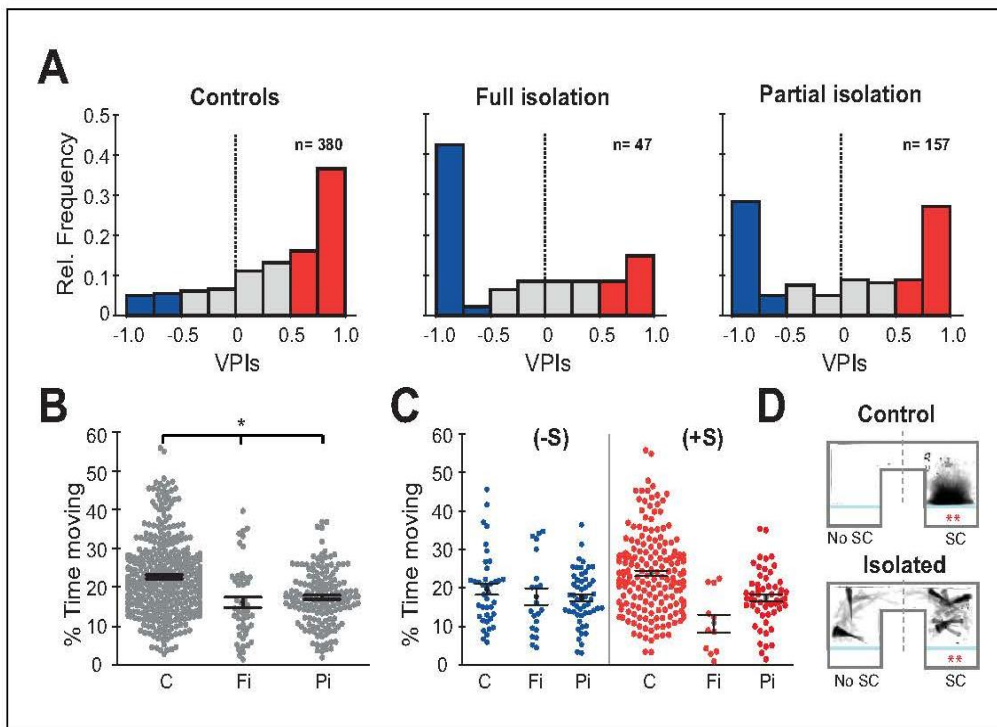 A
Controls
Full isolation
Partial isolation
Rel. Frequency
0.5
0.4
0.3
0.2
0.1
0
n= 380
n= 47
n= 157
-1.0 -0.5 0 0.5 1.0
-1.0 -0.5 0 0.5 1.0
-1.0 -0.5 0 0.5 1.0
VPIs
VPIs
VPIs
B
% Time moving
60
50
40
30
20
10
0
*
C Fi Pi
C
(-S)
(+S)
% Time moving
60
50
40
30
20
10
0
C Fi Pi C Fi Pi
D
Control
**
No SC SC
Isolated
**
No SC SC